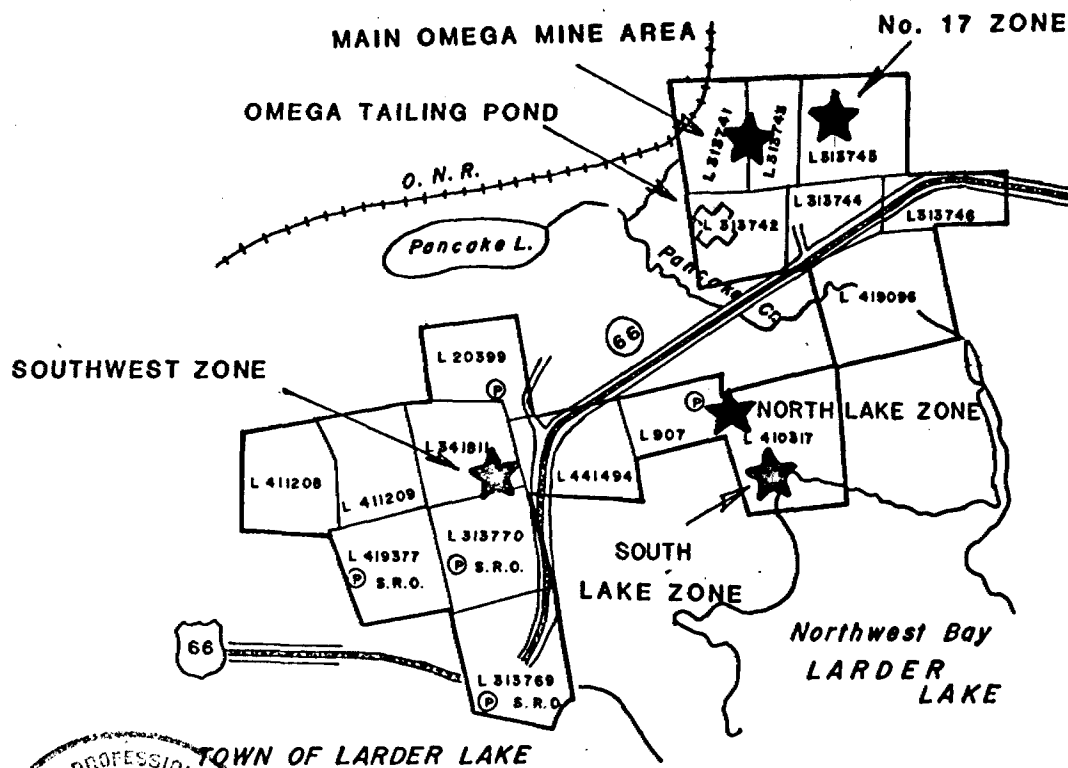 MAIN OMEGA MINE AREA
No. 17 ZONE
OMEGA TAILING POND
L 313741
L 313743
L 313745
O. N. R.
L 313744
L 313742
L 313746
Pancake L.
Pancake Cr.
L 419096
66
L 20399
P
SOUTHWEST ZONE
P
NORTH LAKE ZONE
L 341811
L 907
L 410317
L 411208
L 411209
L 441494
L 313770
SOUTH
LAKE ZONE
L 419377
P S.R.O.
P S.R.O.
Northwest Bay
LARDER
LAKE
66
L 313769
P S.R.O.
TOWN OF LARDER LAKE